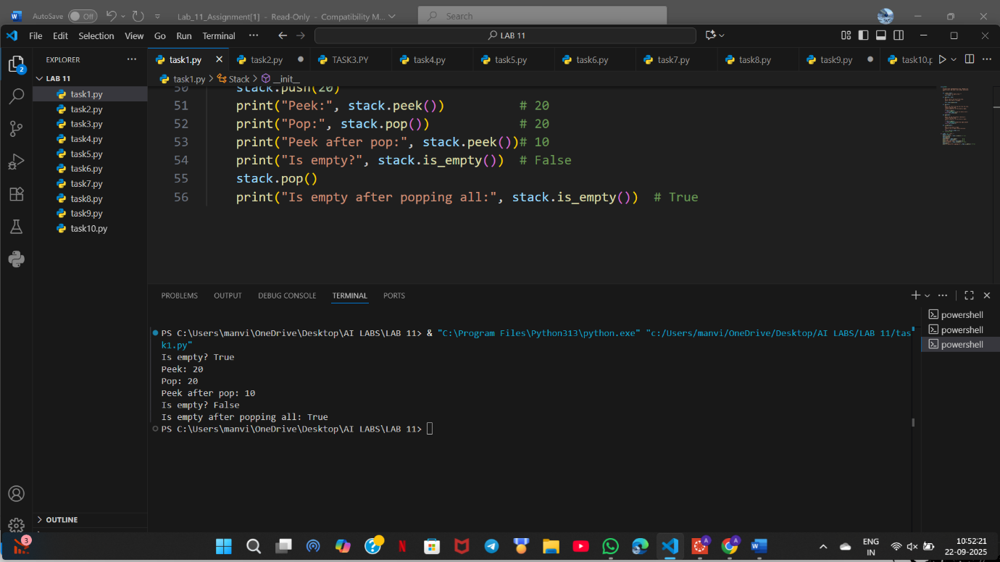 AutoSave Off Lab_11_Assignment[1] - Read-Only - Compatibility M... Search
File Edit Selection View Go Run Terminal ... LAB 11
EXPLORER ...
LAB 11
task1.py
task2.py
task3.py
task4.py
task5.py
task6.py
task7.py
task8.py
task9.py
task10.py
OUTLINE
2
3
task1.py task2.py TASK3.PY task4.py task5.py task6.py task7.py task8.py task9.py task10.p
task1.py > Stack > __init__
50 stack.push(20)
51 print("Peek:", stack.peek()) # 20
52 print("Pop:", stack.pop()) # 20
53 print("Peek after pop:", stack.peek())# 10
54 print("Is empty?", stack.is_empty()) # False
55 stack.pop()
56 print("Is empty after popping all:", stack.is_empty()) # True
PROBLEMS OUTPUT DEBUG CONSOLE TERMINAL PORTS
PS C:\Users\manvi\OneDrive\Desktop\AI LABS\LAB 11> & "C:\Program Files\Python313\python.exe" "c:/Users/manvi/OneDrive/Desktop/AI LABS/LAB 11/tas
k1.py"
Is empty? True
Peek: 20
Pop: 20
Peek after pop: 10
Is empty? False
Is empty after popping all: True
PS C:\Users\manvi\OneDrive\Desktop\AI LABS\LAB 11>
powershell
powershell
powershell
ENG
IN
10:52:21
22-09-2025